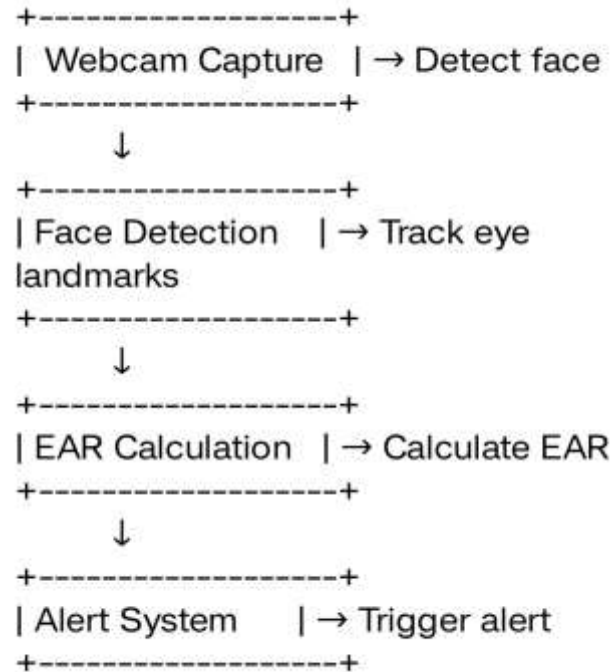 +-------------------+
| Webcam Capture | → Detect face
+-------------------+
↓
+-------------------+
| Face Detection | → Track eye
landmarks
+-------------------+
↓
+-------------------+
| EAR Calculation | → Calculate EAR
+-------------------+
↓
+-------------------+
| Alert System | → Trigger alert
+-------------------+